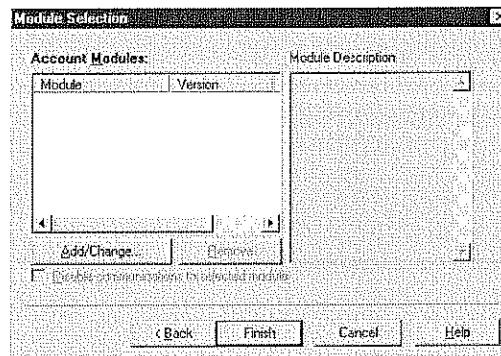 Module Selection
Account Modules:
Module Description
Module Version
Add/Change... Remove
Disable communications to selected module
< Back Finish Cancel Help